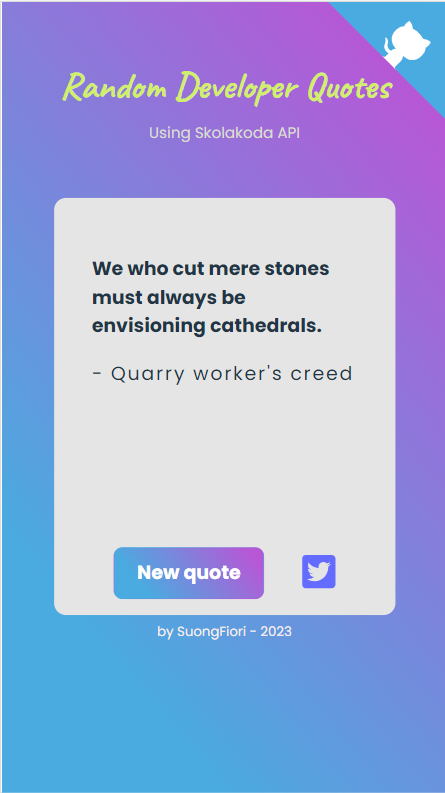 Random Developer Quotes
Using Skolakoda API
We who cut mere stones
must always be
envisioning cathedrals.
- Quarry worker's creed
New quote
by SuongFiori - 2023